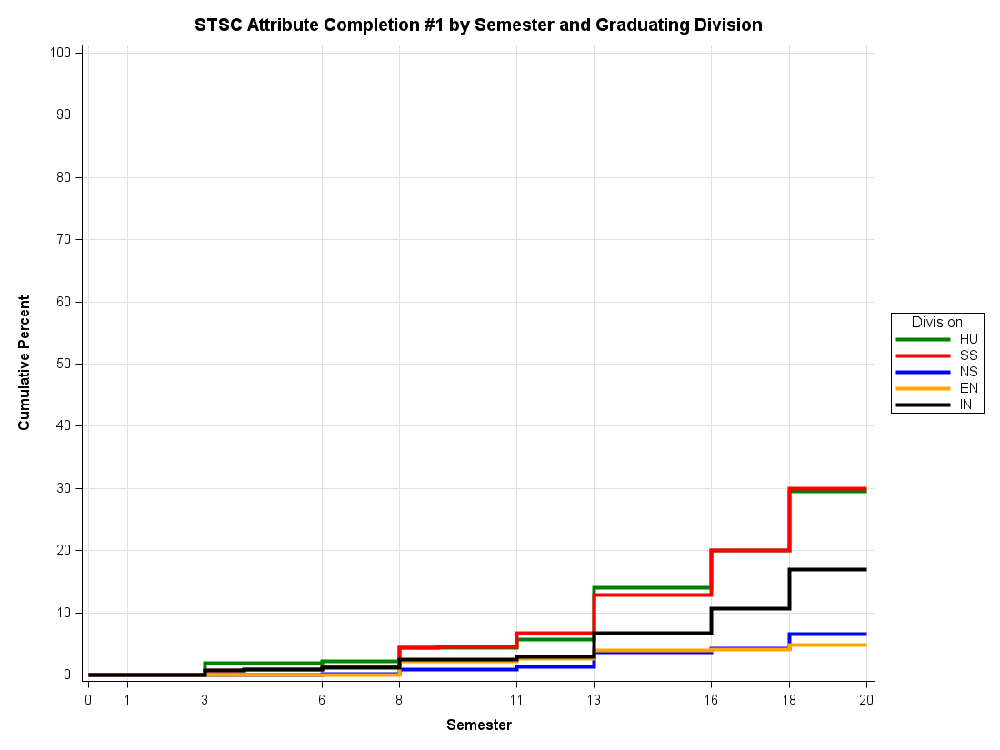 STSC Attribute Completion #1 by Semester and Graduating Division
Cumulative Percent
100
90
80
70
60
50
40
30
20
10
0
0 1 3 6 8 11 13 16 18 20
Semester
Division
HU
SS
NS
EN
IN